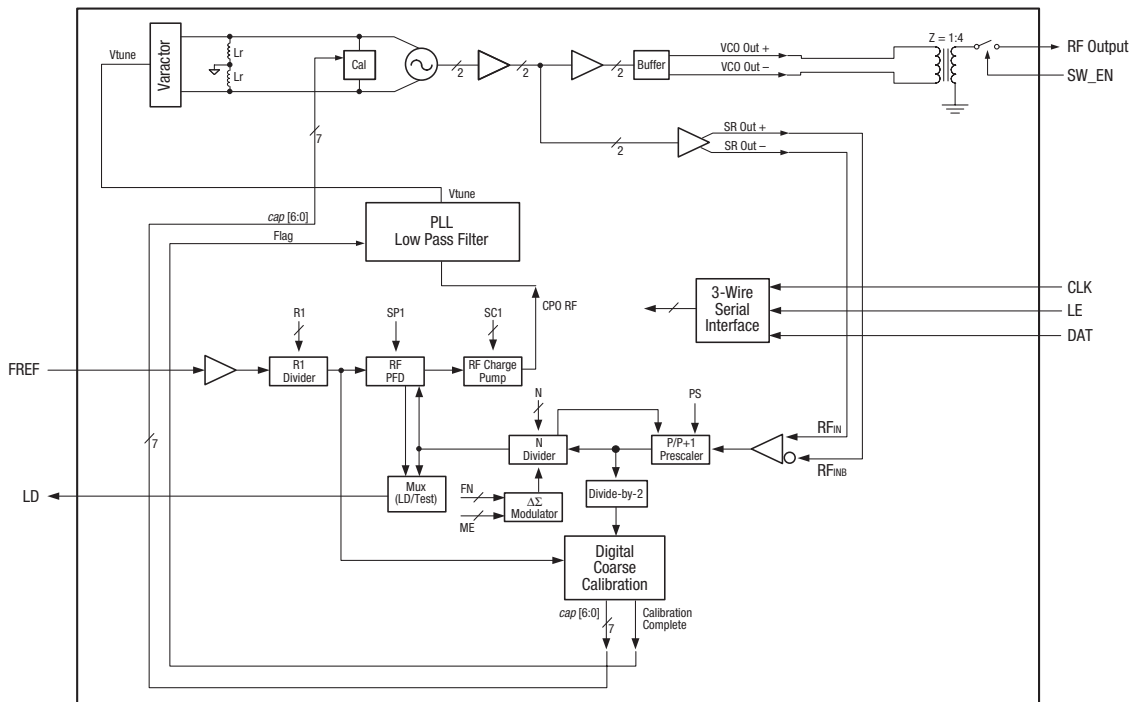 Z = 1:4
Vtune
Varactor
Lr
Lr
Cal
2
2
2
Buffer
VCO Out +
VCO Out –
RF Output
SW_EN
7
2
SR Out +
SR Out –
Vtune
cap [6:0]
Flag
PLL
Low Pass Filter
CPO RF
3-Wire
Serial
Interface
CLK
LE
DAT
R1
SP1
SC1
FREF
R1
Divider
RF
PFD
RF Charge
Pump
N
PS
7
N
Divider
P/P+1
Prescaler
RFIN
RFINB
LD
Mux
(LD/Test)
FN
ME
ΔΣ
Modulator
Divide-by-2
Digital
Coarse
Calibration
cap [6:0]
7
Calibration
Complete